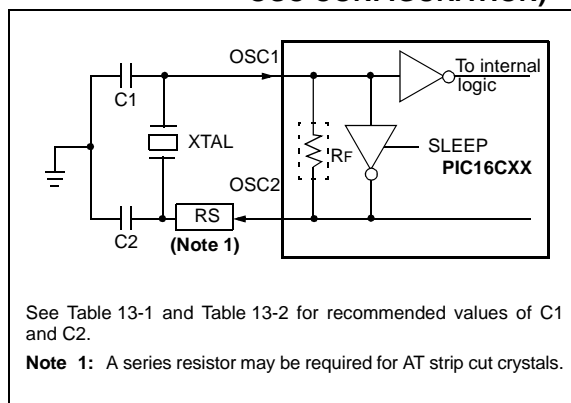 OSC1
To internal
logic
C1
XTAL
SLEEP
RF
PIC16CXX
OSC2
C2
RS
(Note 1)
See Table 13-1 and Table 13-2 for recommended values of C1
and C2.
Note 1: A series resistor may be required for AT strip cut crystals.